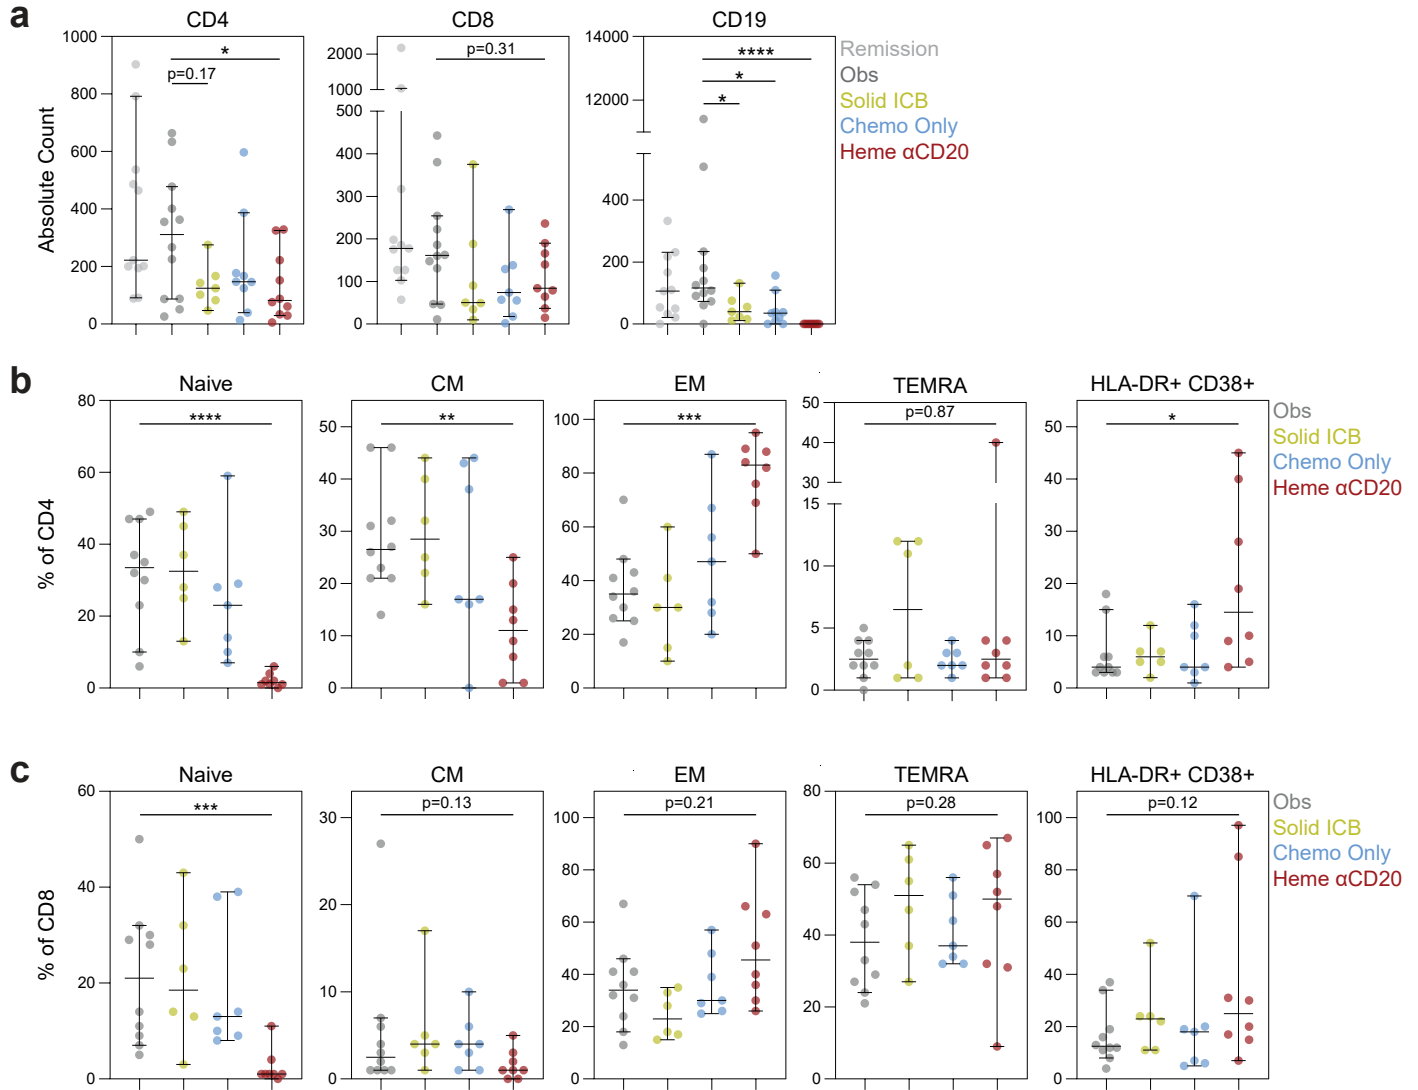 a
CD4
CD8
CD19
Absolute Count
1000
800
600
400
200
0
*
p=0.17
2000
1000
500
400
300
200
100
0
p=0.31
14000
12000
400
200
0
****
*
*
Remission
Obs
Solid ICB
Chemo Only
Heme αCD20
b
Naive
CM
EM
TEMRA
HLA-DR+ CD38+
% of CD4
80
60
40
20
0
****
50
40
30
20
10
0
**
100
80
60
40
20
0
***
50
40
30
15
10
5
0
p=0.87
50
40
30
20
10
0
*
Obs
Solid ICB
Chemo Only
Heme αCD20
c
Naive
CM
EM
TEMRA
HLA-DR+ CD38+
% of CD8
60
40
20
0
***
30
20
10
0
p=0.13
100
80
60
40
20
0
p=0.21
80
60
40
20
0
p=0.28
100
80
60
40
20
0
p=0.12
Obs
Solid ICB
Chemo Only
Heme αCD20